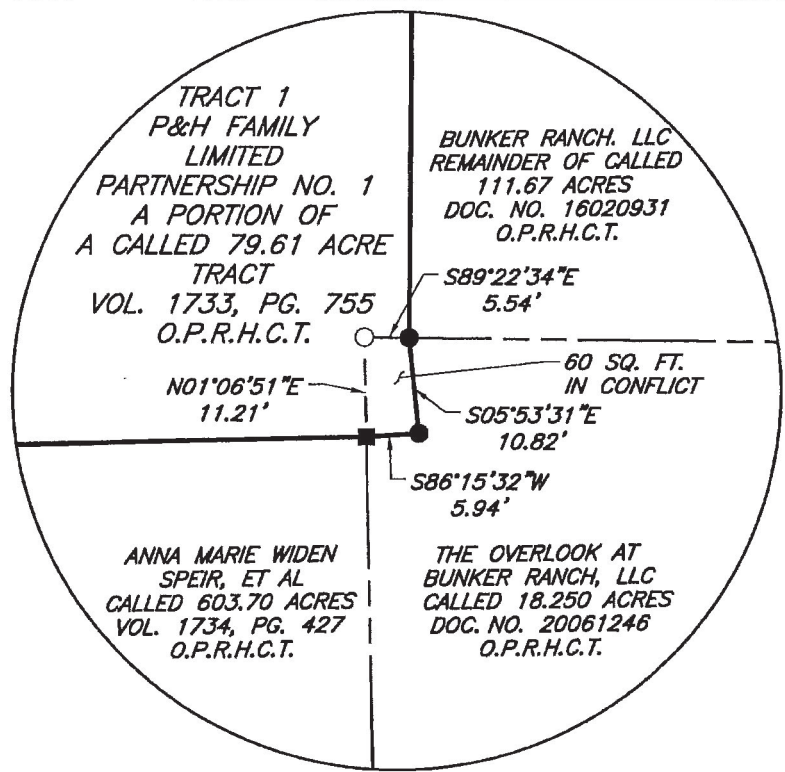 TRACT 1
P&H FAMILY
LIMITED
PARTNERSHIP NO. 1
A PORTION OF
A CALLED 79.61 ACRE
TRACT
VOL. 1733, PG. 755
O.P.R.H.C.T.
BUNKER RANCH. LLC
REMAINDER OF CALLED
111.67 ACRES
DOC. NO. 16020931
O.P.R.H.C.T.
S89°22'34"E
5.54'
N01°06'51"E
11.21'
60 SQ. FT.
IN CONFLICT
S05°53'31"E
10.82'
S86°15'32"W
5.94'
ANNA MARIE WIDEN
SPEIR, ET AL
CALLED 603.70 ACRES
VOL. 1734, PG. 427
O.P.R.H.C.T.
THE OVERLOOK AT
BUNKER RANCH, LLC
CALLED 18.250 ACRES
DOC. NO. 20061246
O.P.R.H.C.T.